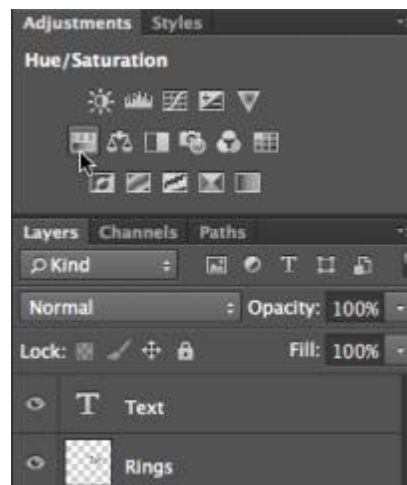 Adjustments Styles
Hue/Saturation
Layers Channels Paths
Kind
Normal Opacity: 100%
Lock: Fill: 100%
T Text
Rings